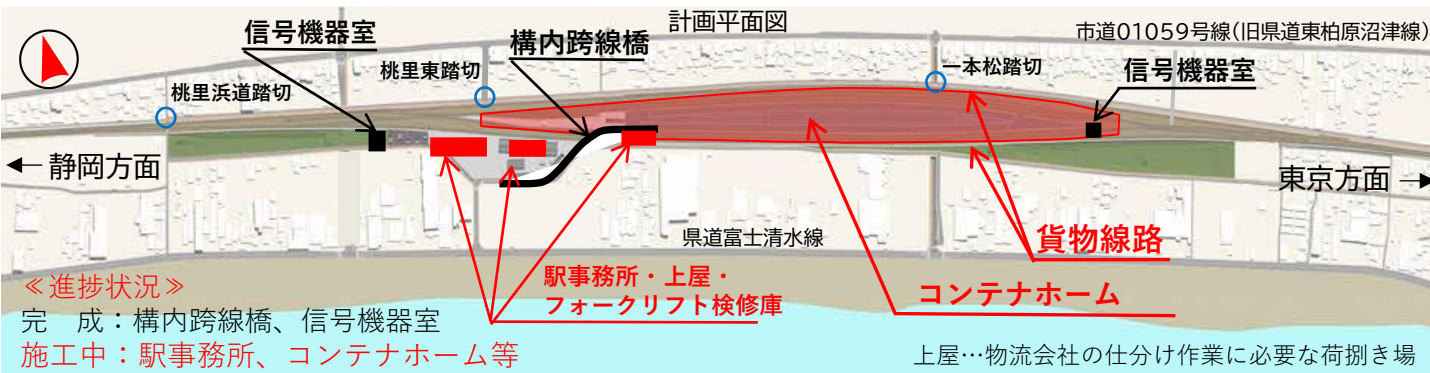 計画平面図
市道01059号線(旧県道東柏原沼津線)
信号機器室
構内跨線橋
桃里浜道踏切
桃里東踏切
一本松踏切
信号機器室
← 静岡方面
東京方面 →
県道富士清水線
貨物線路
コンテナホーム
駅事務所・上屋・
フォークリフト検修庫
≪進捗状況≫
完　成：構内跨線橋、信号機器室
施工中：駅事務所、コンテナホーム等
上屋…物流会社の仕分け作業に必要な荷捌き場